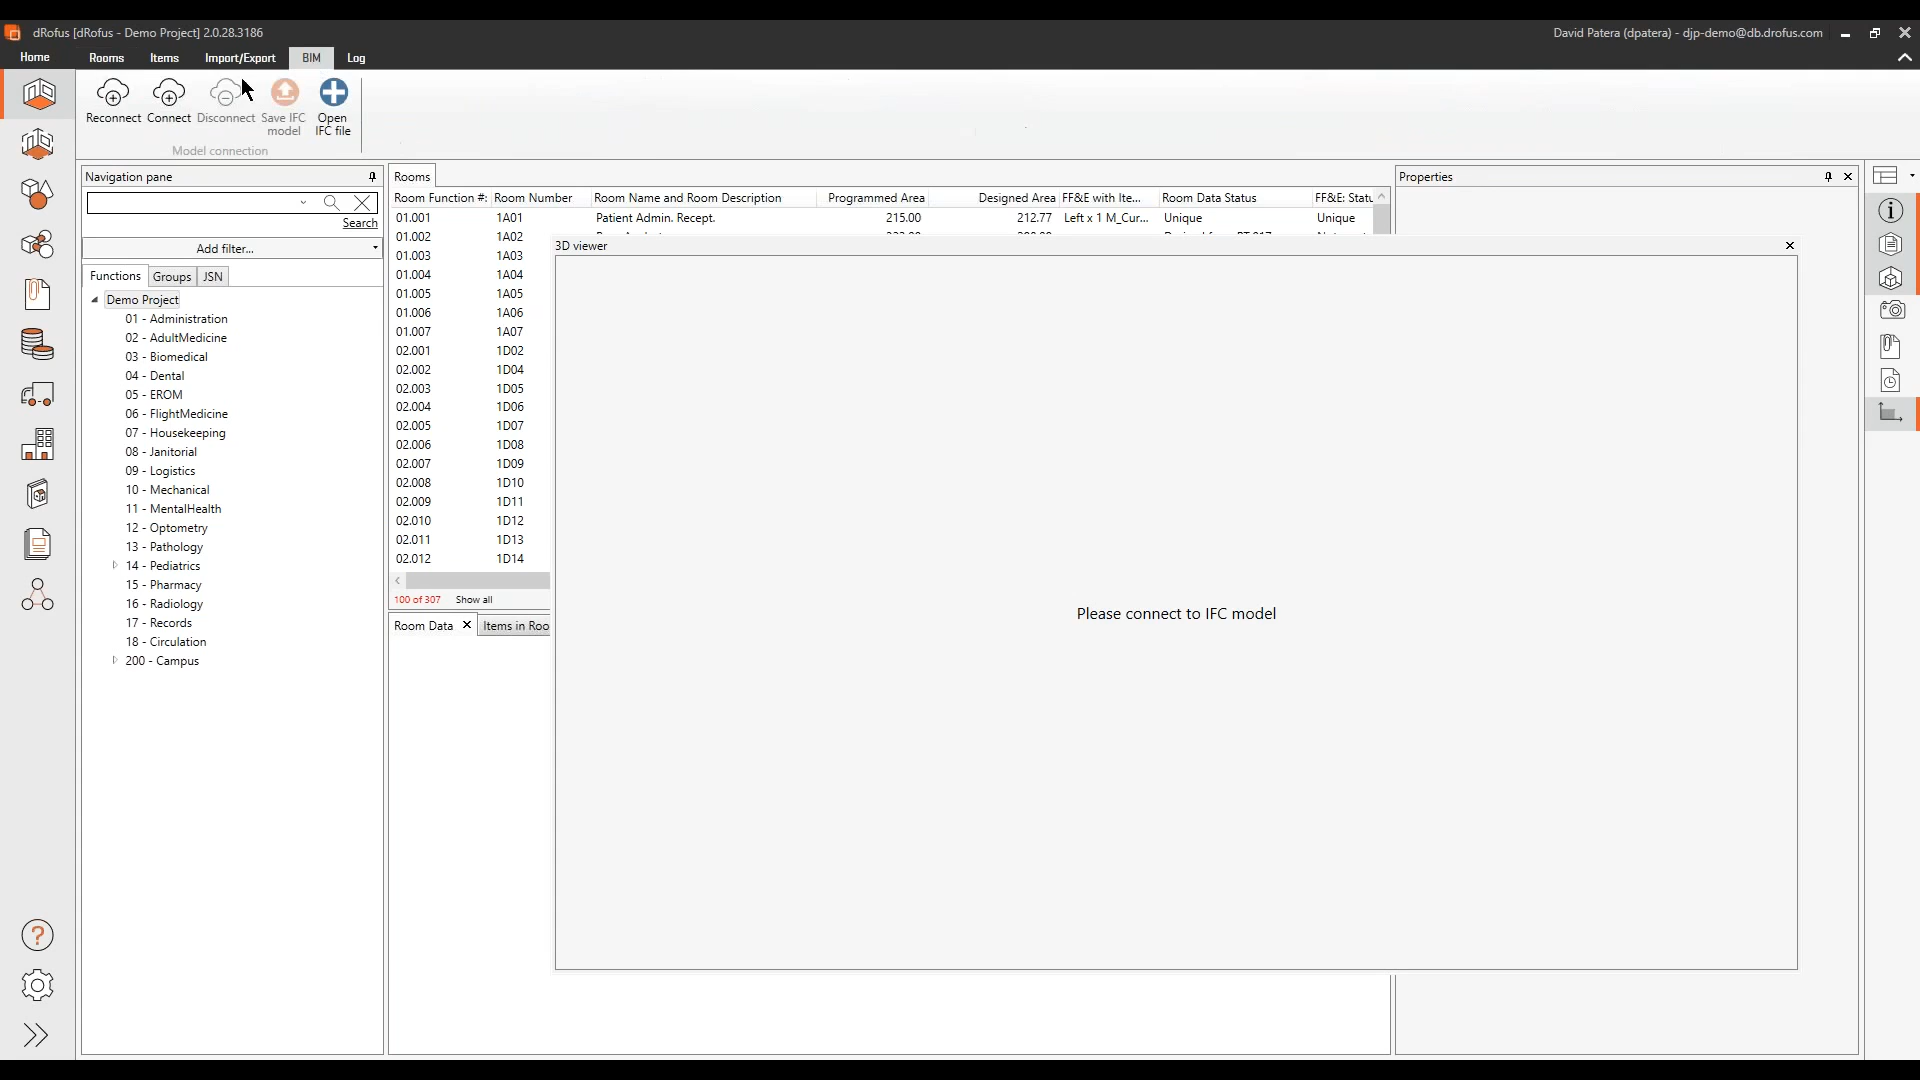 dRofus [dRofus - Demo Project] 2.0.28.3186
David Patera (dpatera) - djp-demo@db.drofus.com
Home Rooms Items Import/Export BIM Log
Reconnect Connect Disconnect Save IFC model Open IFC file
Model connection
Navigation pane
Search
Add filter...
Functions Groups JSN
Demo Project
01 - Administration
02 - AdultMedicine
03 - Biomedical
04 - Dental
05 - EROM
06 - FlightMedicine
07 - Housekeeping
08 - Janitorial
09 - Logistics
10 - Mechanical
11 - MentalHealth
12 - Optometry
13 - Pathology
14 - Pediatrics
15 - Pharmacy
16 - Radiology
17 - Records
18 - Circulation
200 - Campus
Rooms
Room Function #: Room Number Room Name and Room Description Programmed Area Designed Area FF&E with Ite... Room Data Status FF&E: Statu
01.001 1A01 Patient Admin. Recept. 215.00 212.77 Left x 1 M_Cur... Unique Unique
01.002 1A02
01.003 1A03
01.004 1A04
01.005 1A05
01.006 1A06
01.007 1A07
02.001 1D02
02.002 1D04
02.003 1D05
02.004 1D06
02.005 1D07
02.006 1D08
02.007 1D09
02.008 1D10
02.009 1D11
02.010 1D12
02.011 1D13
02.012 1D14
100 of 307 Show all
Room Data Items in Roo
3D viewer
Please connect to IFC model
Properties